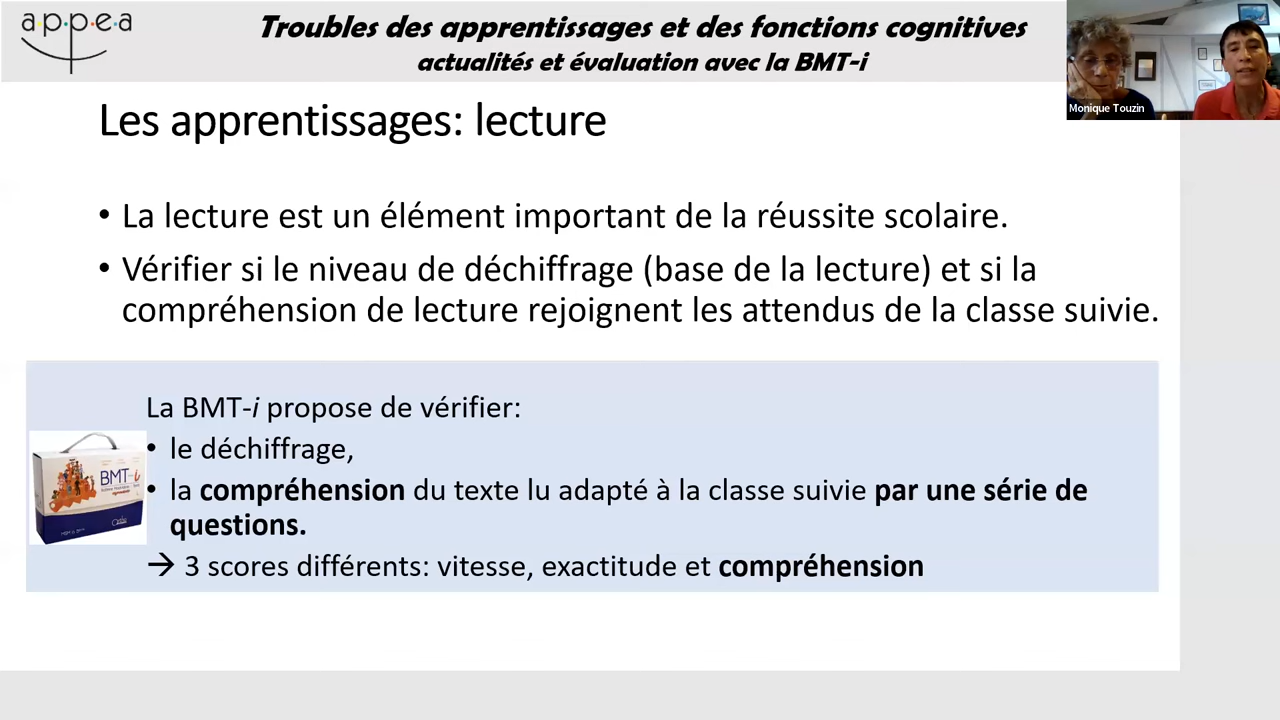 appea
Troubles des apprentissages et des fonctions cognitives
actualités et évaluation avec la BMT-i
Monique Touzin
Les apprentissages: lecture
• La lecture est un élément important de la réussite scolaire.
• Vérifier si le niveau de déchiffrage (base de la lecture) et si la
compréhension de lecture rejoignent les attendus de la classe suivie.
La BMT-i propose de vérifier:
• le déchiffrage,
• la compréhension du texte lu adapté à la classe suivie par une série de
questions.
→ 3 scores différents: vitesse, exactitude et compréhension
BMT-i